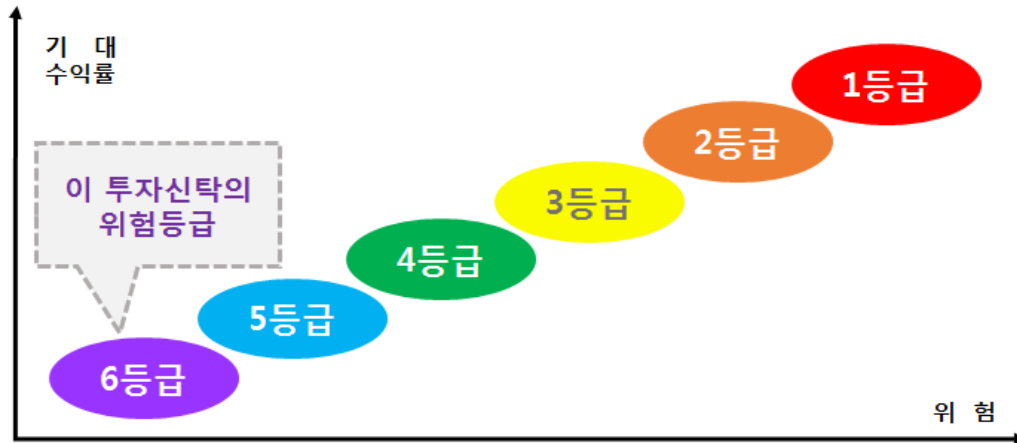 기 대
수익률
1등급
2등급
이 투자신탁의
위험등급
3등급
4등급
5등급
6등급
위 험